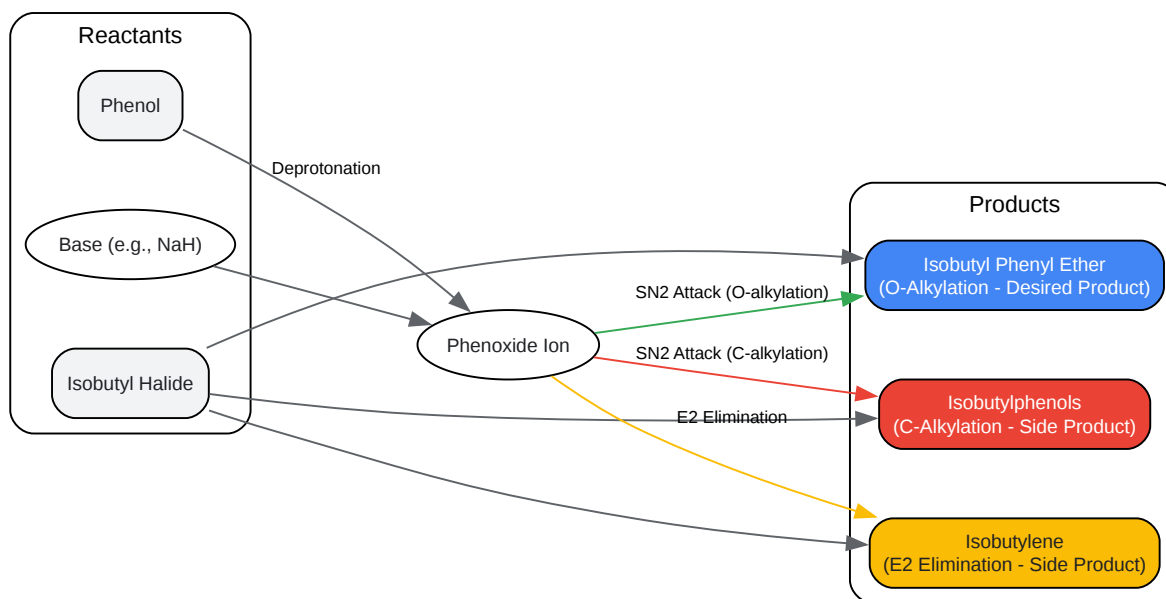 Reactants
Phenol
Deprotonation
Base (e.g., NaH)
Isobutyl Halide
Phenoxide Ion
SN2 Attack (O-alkylation)
SN2 Attack (C-alkylation)
E2 Elimination
Products
Isobutyl Phenyl Ether
(O-Alkylation - Desired Product)
Isobutylphenols
(C-Alkylation - Side Product)
Isobutylene
(E2 Elimination - Side Product)